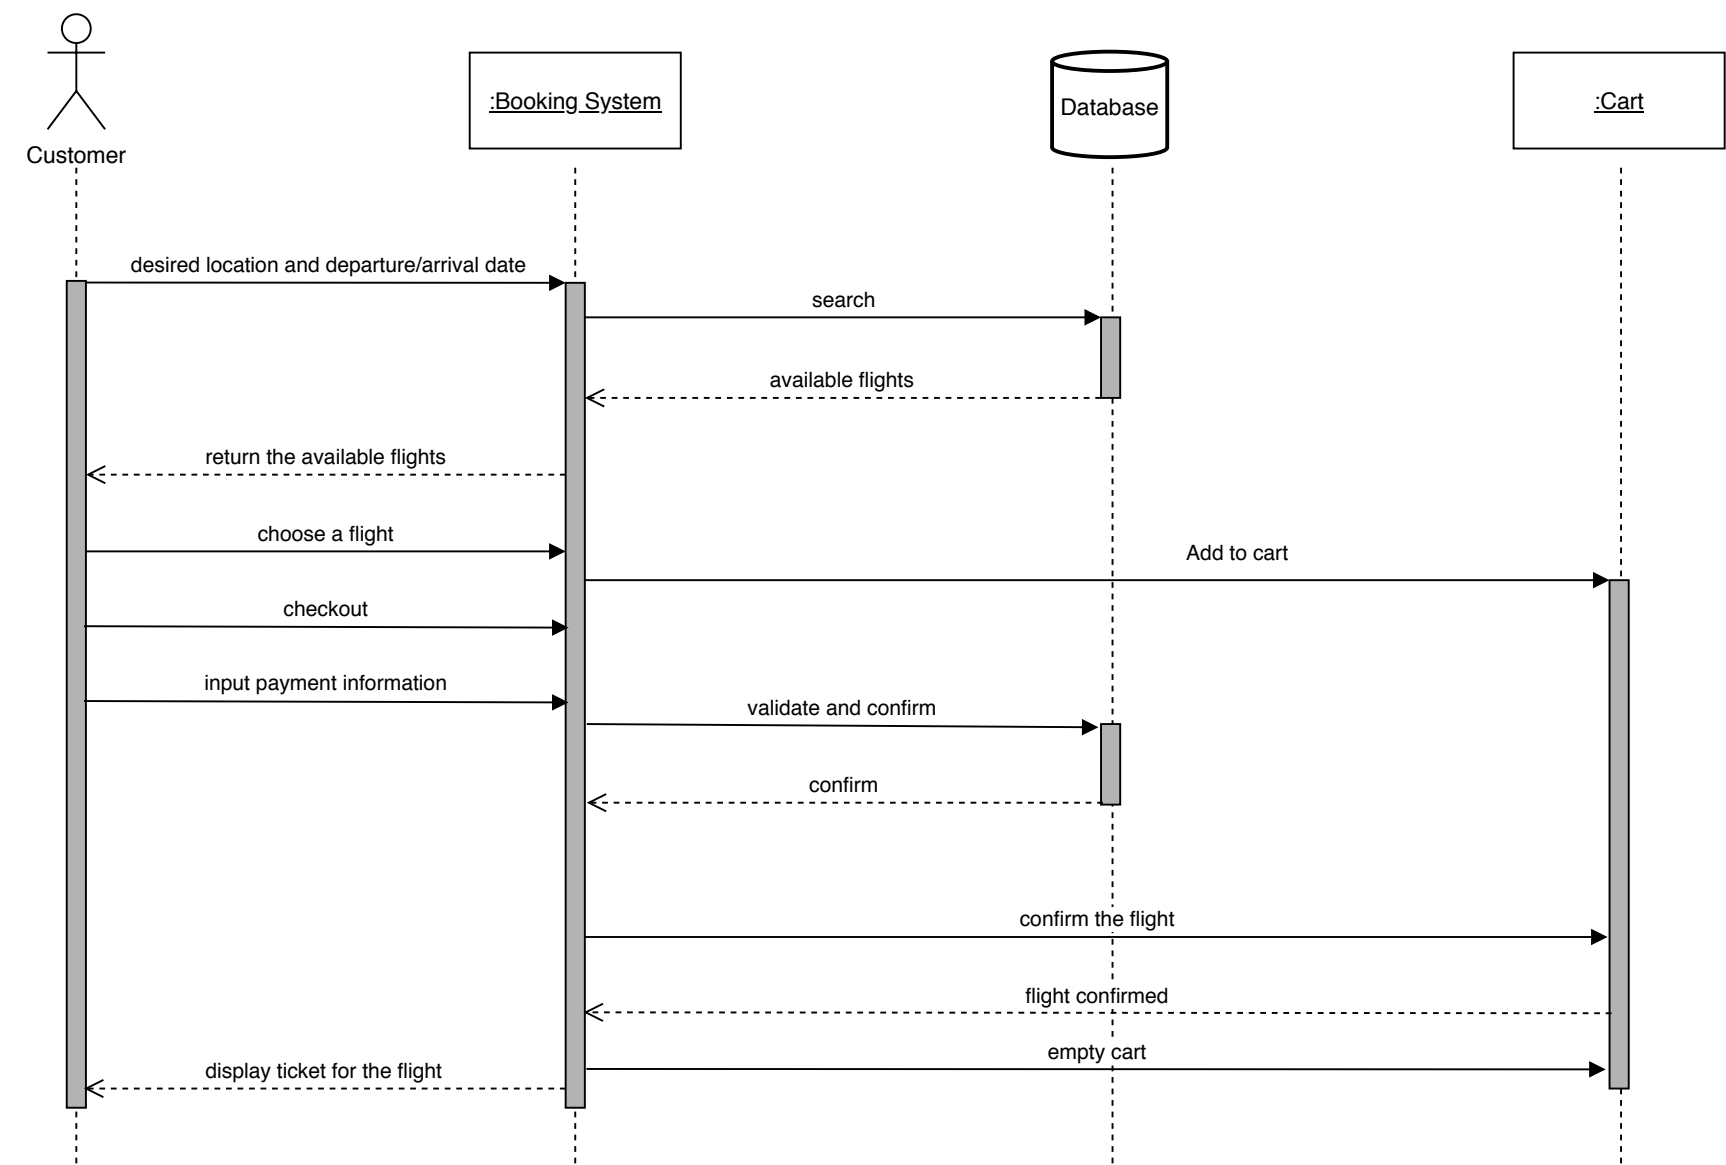 Customer
:Booking System
Database
:Cart
desired location and departure/arrival date
search
available flights
return the available flights
choose a flight
Add to cart
checkout
input payment information
validate and confirm
confirm
confirm the flight
flight confirmed
empty cart
display ticket for the flight